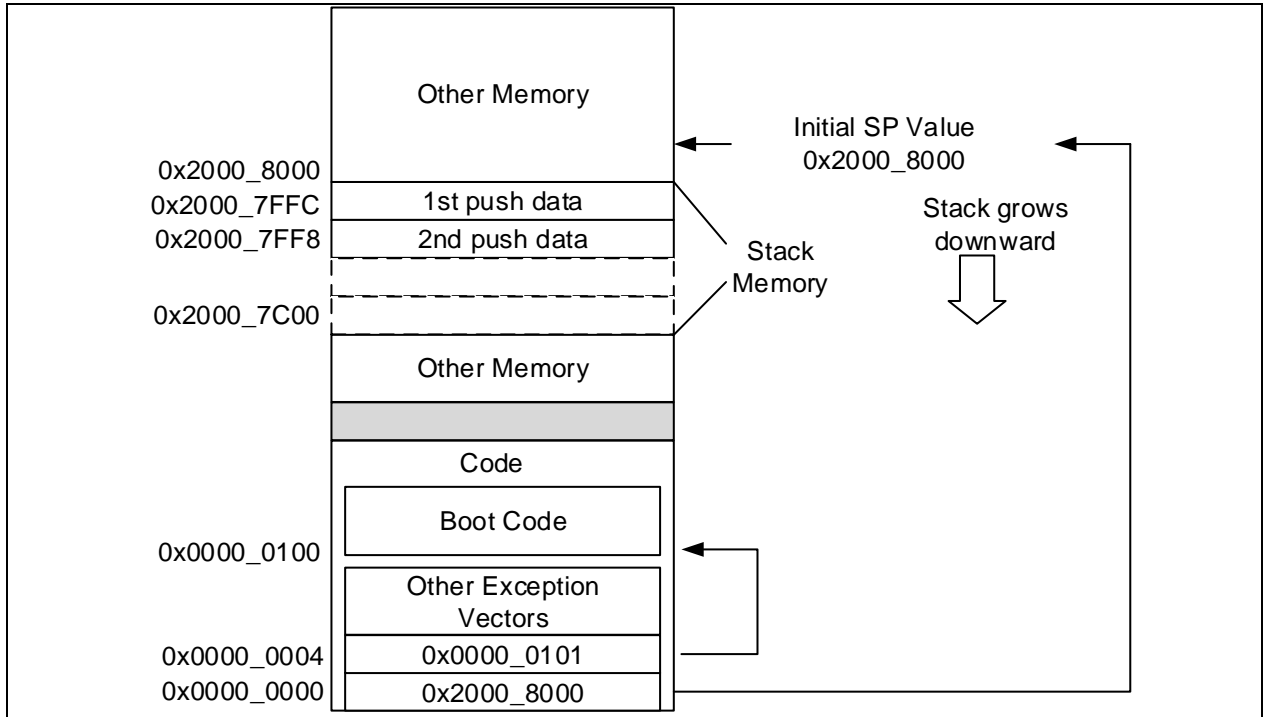 Other Memory
Initial SP Value
0x2000_8000
0x2000_8000
0x2000_7FFC
1st push data
Stack grows
downward
0x2000_7FF8
2nd push data
Stack
Memory
0x2000_7C00
Other Memory
Code
Boot Code
0x0000_0100
Other Exception
Vectors
0x0000_0004
0x0000_0101
0x0000_0000
0x2000_8000